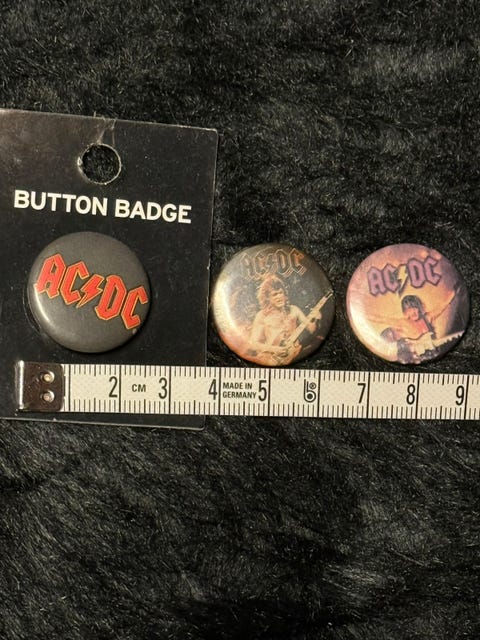 BUTTON BADGE
AC⚡DC
AC⚡DC
AC⚡DC
2 CM 3 4 MADE IN GERMANY 5 7 8 9